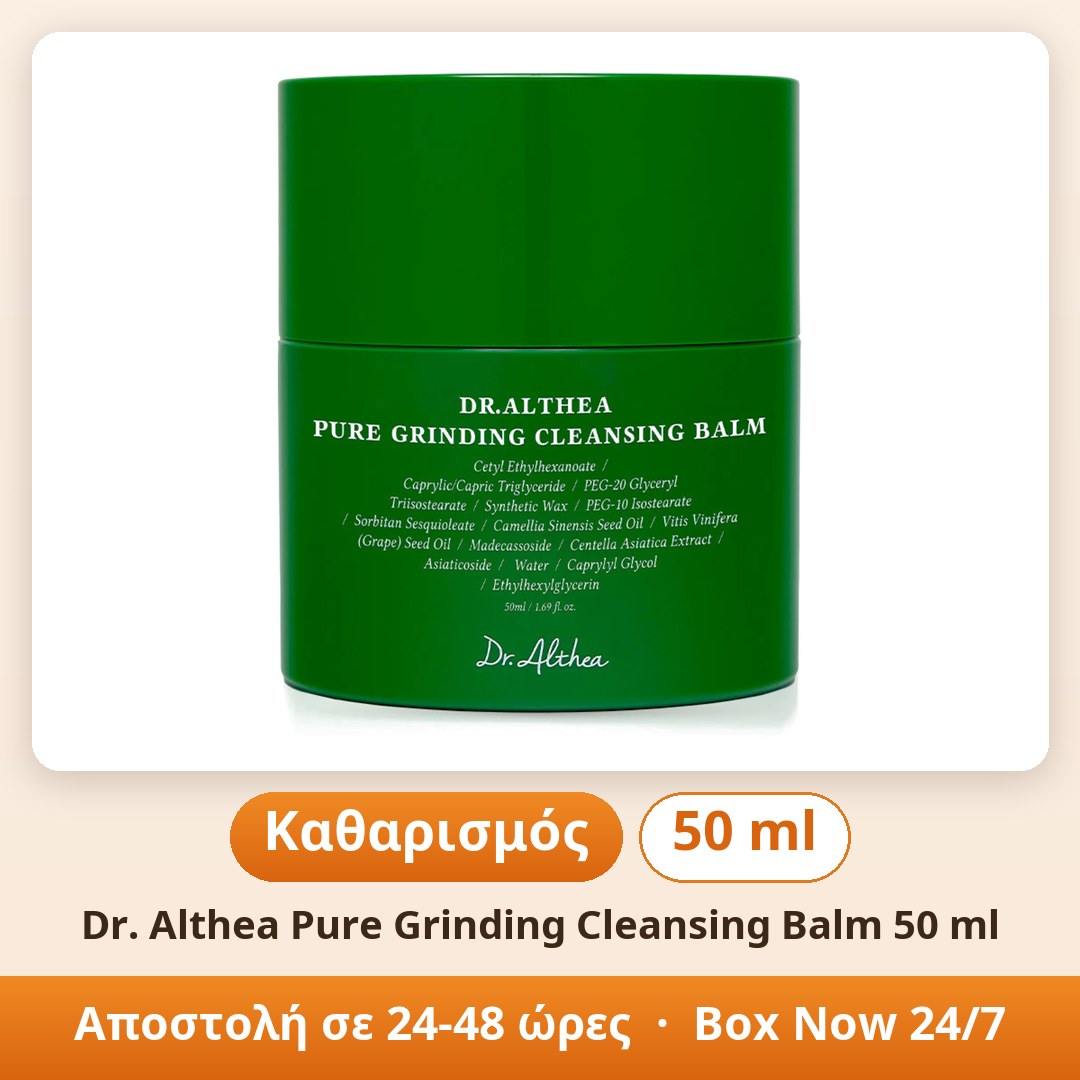 DR.ALTHEA
PURE GRINDING CLEANSING BALM
Cetyl Ethylhexanoate /
Caprylic/Capric Triglyceride / PEG-20 Glyceryl
Triisostearate / Synthetic Wax / PEG-10 Isostearate
/ Sorbitan Sesquioleate / Camellia Sinensis Seed Oil / Vitis Vinifera
(Grape) Seed Oil / Madecassoside / Centella Asiatica Extract /
Asiaticoside / Water / Caprylyl Glycol
/ Ethylhexylglycerin
50ml / 1.69 fl. oz.
Dr. Althea
Καθαρισμός
50 ml
Dr. Althea Pure Grinding Cleansing Balm 50 ml
Αποστολή σε 24-48 ώρες · Box Now 24/7